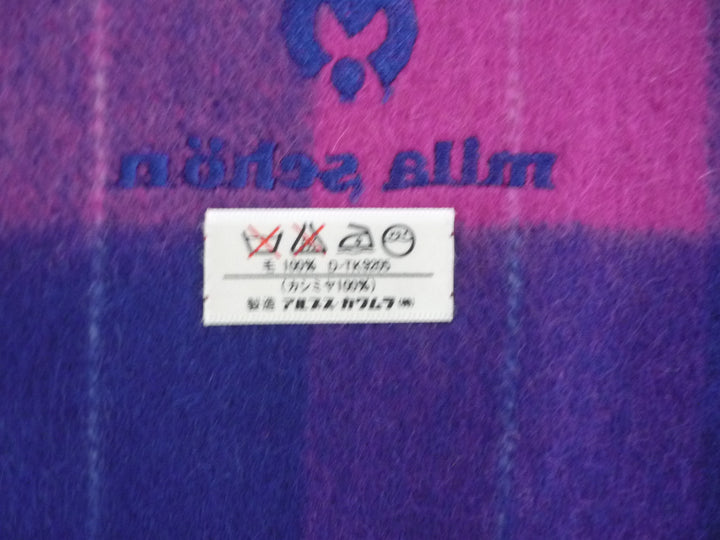 mila schön
毛 100% D-TK9205
(カシミヤ100%)
製造 アルプス・カワムラ㈱